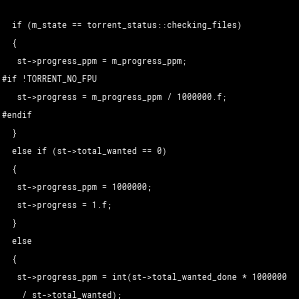 if (m_state == torrent_status::checking_files)
{
st->progress_ppm = m_progress_ppm;
#if !TORRENT_NO_FPU
st->progress = m_progress_ppm / 1000000.f;
#endif
}
else if (st->total_wanted == 0)
{
st->progress_ppm = 1000000;
st->progress = 1.f;
}
else
{
st->progress_ppm = int(st->total_wanted_done * 1000000
/ st->total_wanted);